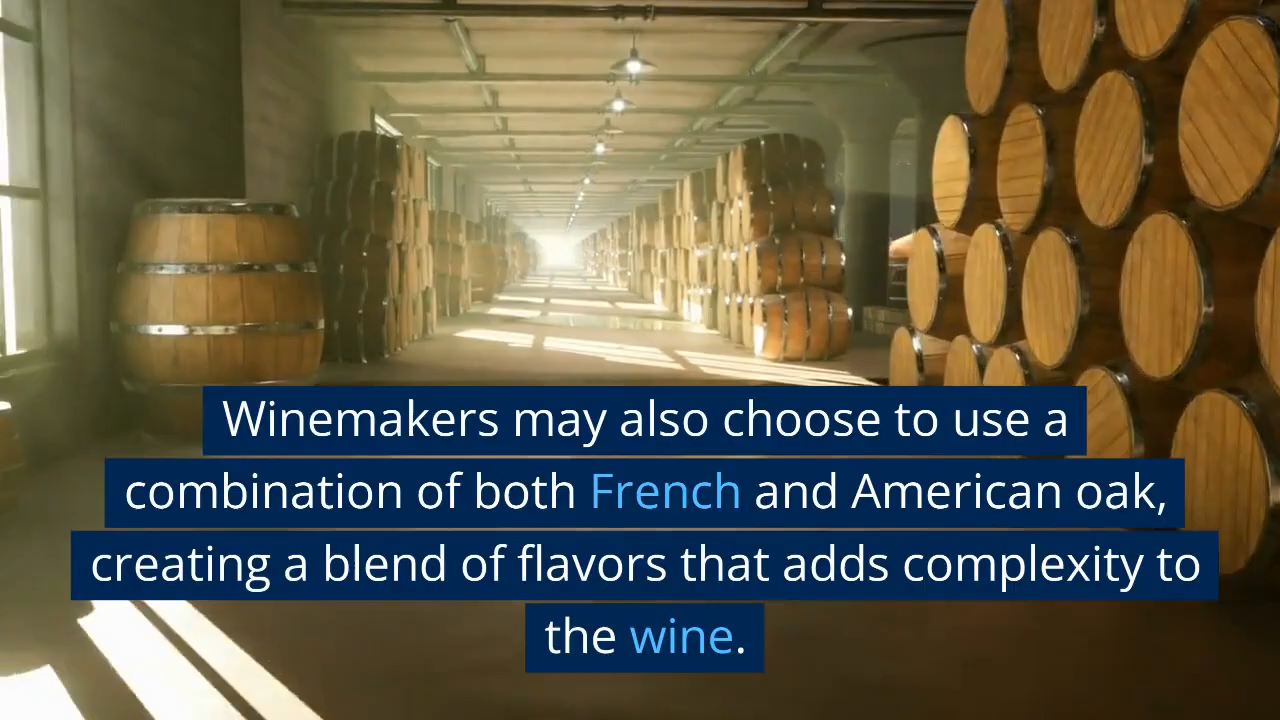 Winemakers may also choose to use a
combination of both French and American oak,
creating a blend of flavors that adds complexity to
the wine.